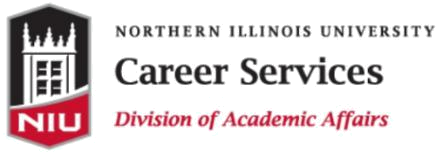 NIU
NORTHERN ILLINOIS UNIVERSITY
Career Services
Division of Academic Affairs